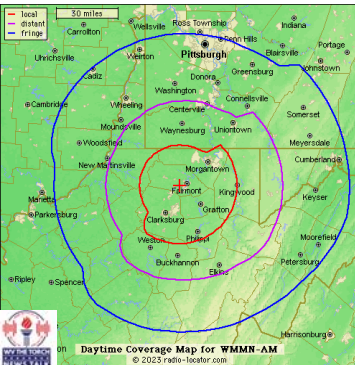 local
distant
fringe
30 miles
Carrollton
Wellsville
Ross Township
Indiana
Penn Hills
Pittsburgh
Blairsville
Portage
Uhrichsville
Weirton
Cadiz
Greensburg
Johnstown
Donora
Washington
Connellsville
Cambridge
Wheeling
Centerville
Somerset
Moundsville
Waynesburg
Uniontown
Woodsfield
Meyersdale
New Martinsville
Morgantown
Cumberland
Marietta
Fairmont
Kingwood
Keyser
Parkersburg
Clarksburg
Grafton
Weston
Philippi
Moorefield
Buckhannon
Elkins
Petersburg
Ripley
Spencer
WV THE TORCH
NEWS TALK
Harrisonburg
on
Daytime Coverage Map for WMMN-AM
© 2023 radio-locator.com